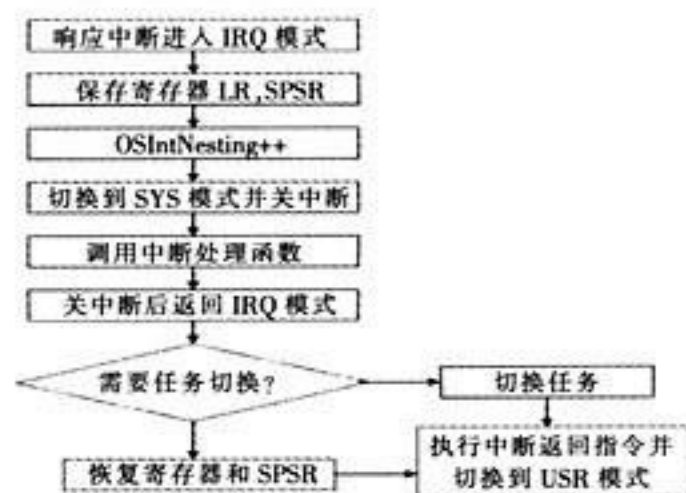 响应中断进入 IRQ 模式
保存寄存器 LR,SPSR
OSIntNesting++
切换到 SYS 模式并关中断
调用中断处理函数
关中断后返回 IRQ 模式
需要任务切换?
切换任务
恢复寄存器和 SPSR
执行中断返回指令并
切换到 USR 模式